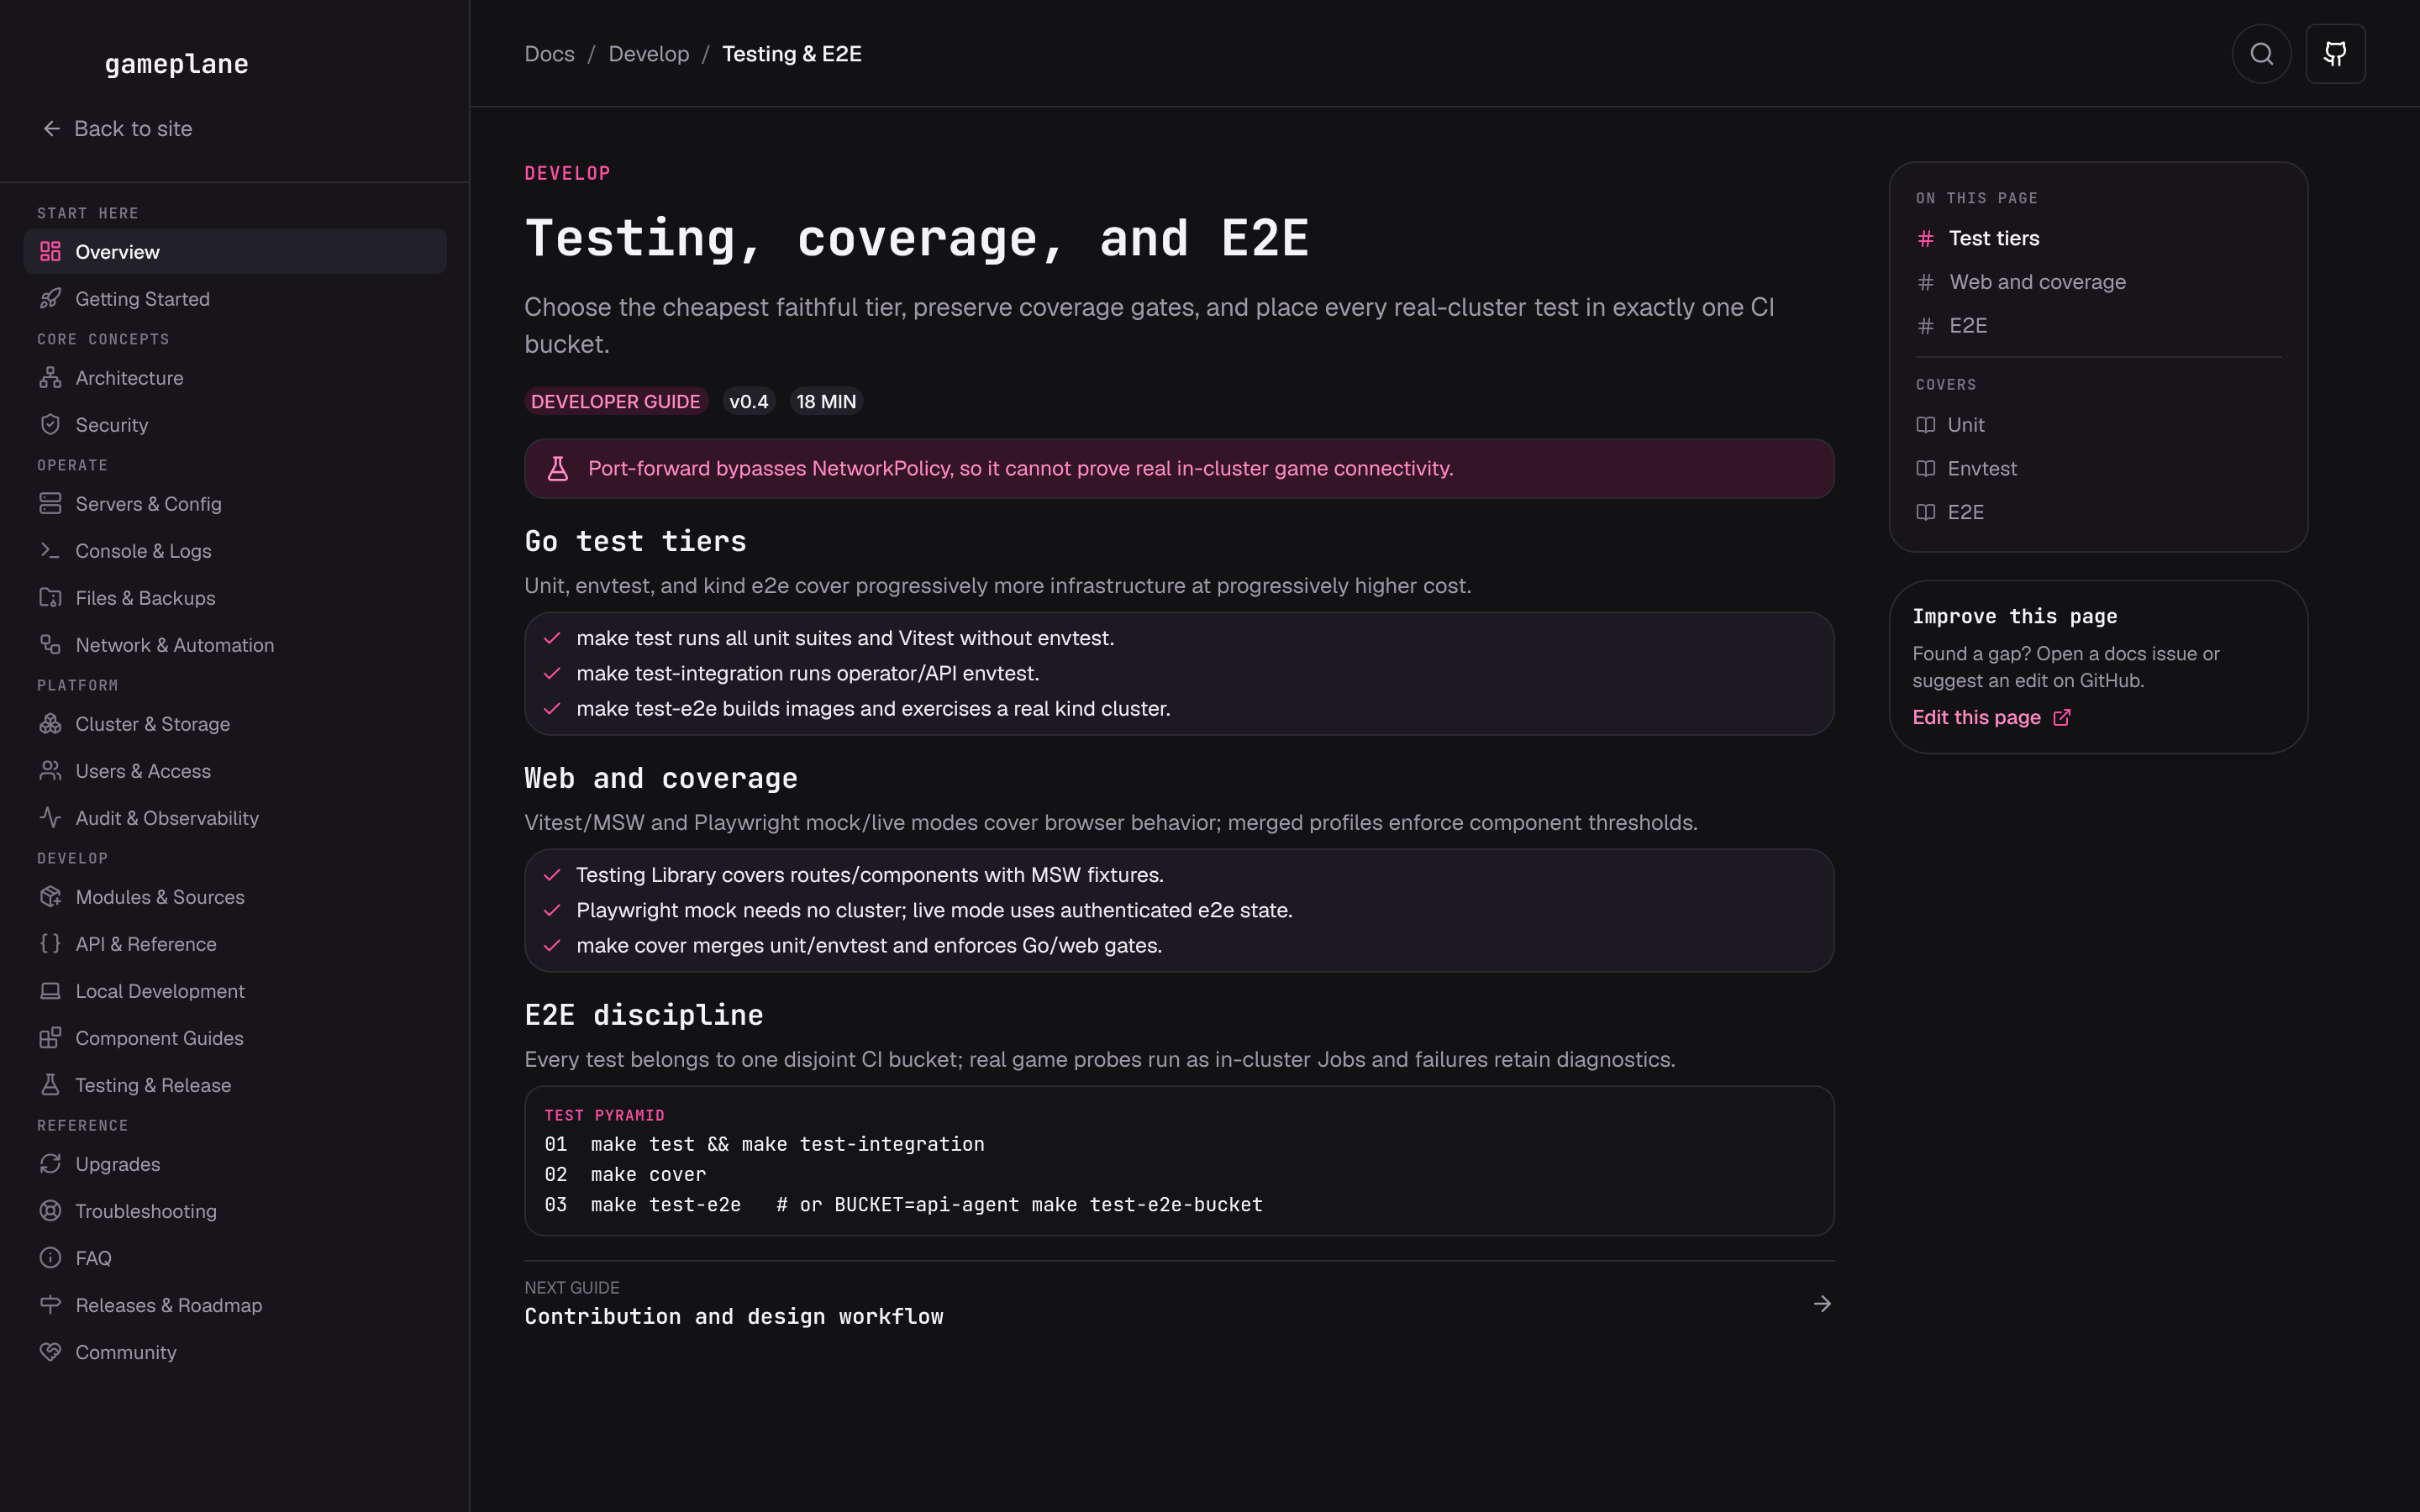 gameplane
Back to site
START HERE
Overview
Getting Started
CORE CONCEPTS
Architecture
Security
OPERATE
Servers & Config
Console & Logs
Files & Backups
Network & Automation
PLATFORM
Cluster & Storage
Users & Access
Audit & Observability
DEVELOP
Modules & Sources
API & Reference
Local Development
Component Guides
Testing & Release
REFERENCE
Upgrades
Troubleshooting
FAQ
Releases & Roadmap
Community
Docs / Develop / Testing & E2E
DEVELOP
Testing, coverage, and E2E
Choose the cheapest faithful tier, preserve coverage gates, and place every real-cluster test in exactly one CI
bucket.
DEVELOPER GUIDE v0.4 18 MIN
Port-forward bypasses NetworkPolicy, so it cannot prove real in-cluster game connectivity.
Go test tiers
Unit, envtest, and kind e2e cover progressively more infrastructure at progressively higher cost.
make test runs all unit suites and Vitest without envtest.
make test-integration runs operator/API envtest.
make test-e2e builds images and exercises a real kind cluster.
Web and coverage
Vitest/MSW and Playwright mock/live modes cover browser behavior; merged profiles enforce component thresholds.
Testing Library covers routes/components with MSW fixtures.
Playwright mock needs no cluster; live mode uses authenticated e2e state.
make cover merges unit/envtest and enforces Go/web gates.
E2E discipline
Every test belongs to one disjoint CI bucket; real game probes run as in-cluster Jobs and failures retain diagnostics.
TEST PYRAMID
01 make test && make test-integration
02 make cover
03 make test-e2e # or BUCKET=api-agent make test-e2e-bucket
NEXT GUIDE
Contribution and design workflow
ON THIS PAGE
# Test tiers
# Web and coverage
# E2E
COVERS
Unit
Envtest
E2E
Improve this page
Found a gap? Open a docs issue or
suggest an edit on GitHub.
Edit this page